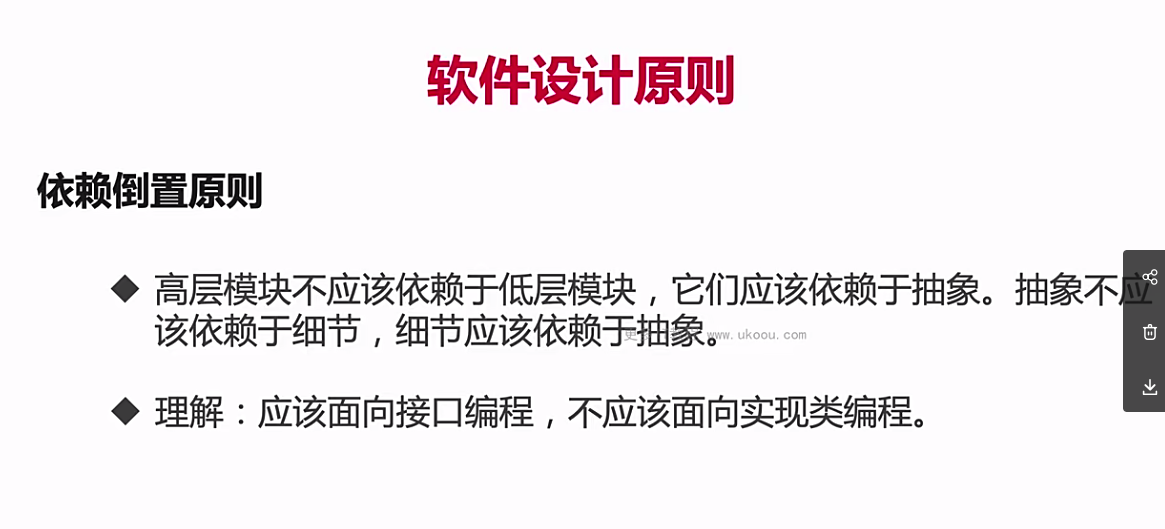 软件设计原则
依赖倒置原则
◆ 高层模块不应该依赖于低层模块，它们应该依赖于抽象。抽象不应
该依赖于细节，细节应该依赖于抽象。
www.ukoou.com
◆ 理解：应该面向接口编程，不应该面向实现类编程。